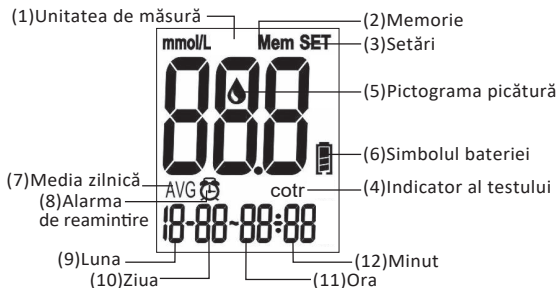 (1)Unitatea de măsură
(2)Memorie
mmol/L
Mem SET
(3)Setări
88.8
(5)Pictograma picătură
(6)Simbolul bateriei
(7)Media zilnică
AVG
cotr
(4)Indicator al testului
(8)Alarma
de reamintire
18-88~88:88
(9)Luna
(12)Minut
(10)Ziua
(11)Ora